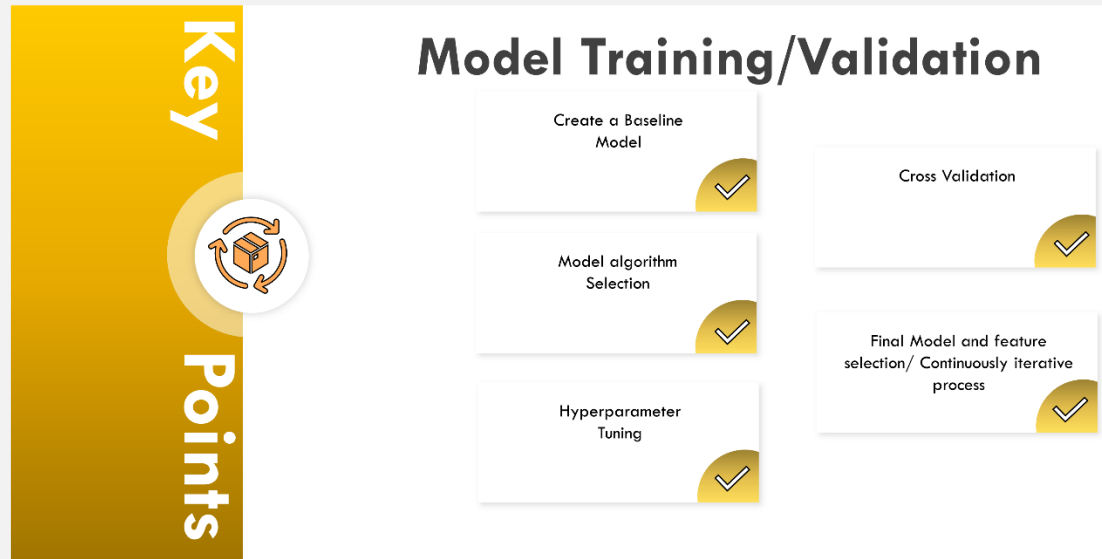 Key Points
Model Training/Validation
Create a Baseline
Model
Model algorithm
Selection
Hyperparameter
Tuning
Cross Validation
Final Model and feature
selection/ Continuously iterative
process